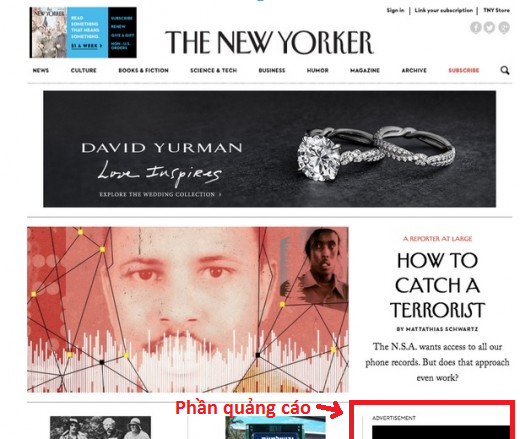 NEW YORKER
READ
SOMETHING
THAT MEANS
SOMETHING.
$1 A WEEK >
SUBSCRIBE
RENEW
GIVE A GIFT
NON-U.S.
ORDERS
Sign in | Link your subscription | TNY Store
THE NEW YORKER
NEWS CULTURE BOOKS & FICTION SCIENCE & TECH BUSINESS HUMOR MAGAZINE ARCHIVE SUBSCRIBE
DAVID YURMAN
Love Inspires
EXPLORE THE WEDDING COLLECTION >
A REPORTER AT LARGE
HOW TO
CATCH A
TERRORIST
BY MATTATHIAS SCHWARTZ
The N.S.A. wants access to all our
phone records. But does that approach
even work?
Phần quảng cáo
ADVERTISEMENT